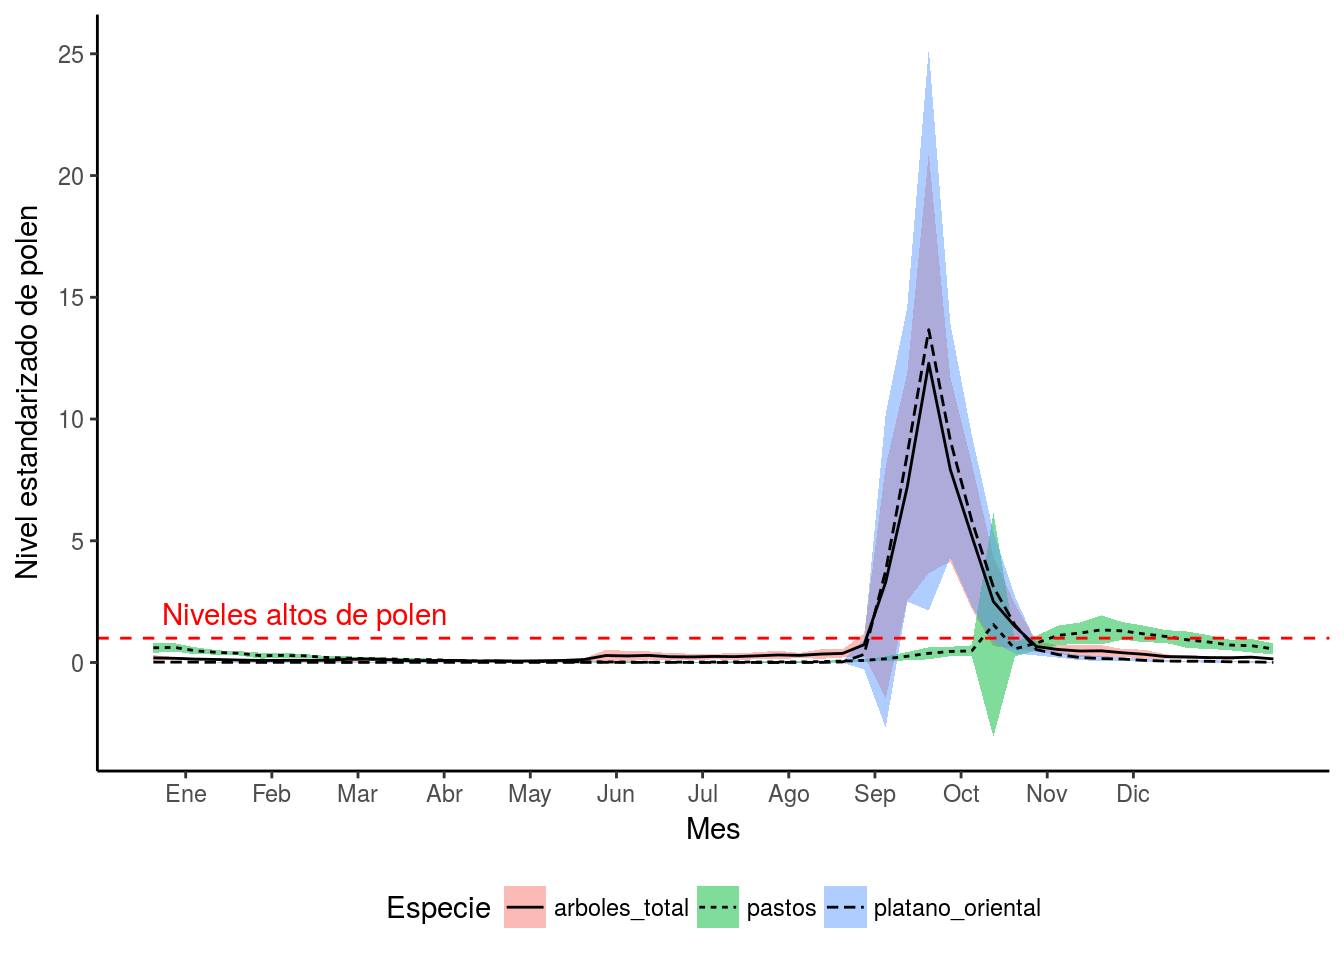 Nivel estandarizado de polen
25
20
15
10
5
0
Niveles altos de polen
Ene Feb Mar Abr May Jun Jul Ago Sep Oct Nov Dic
Mes
Especie arboles_total pastos platano_oriental